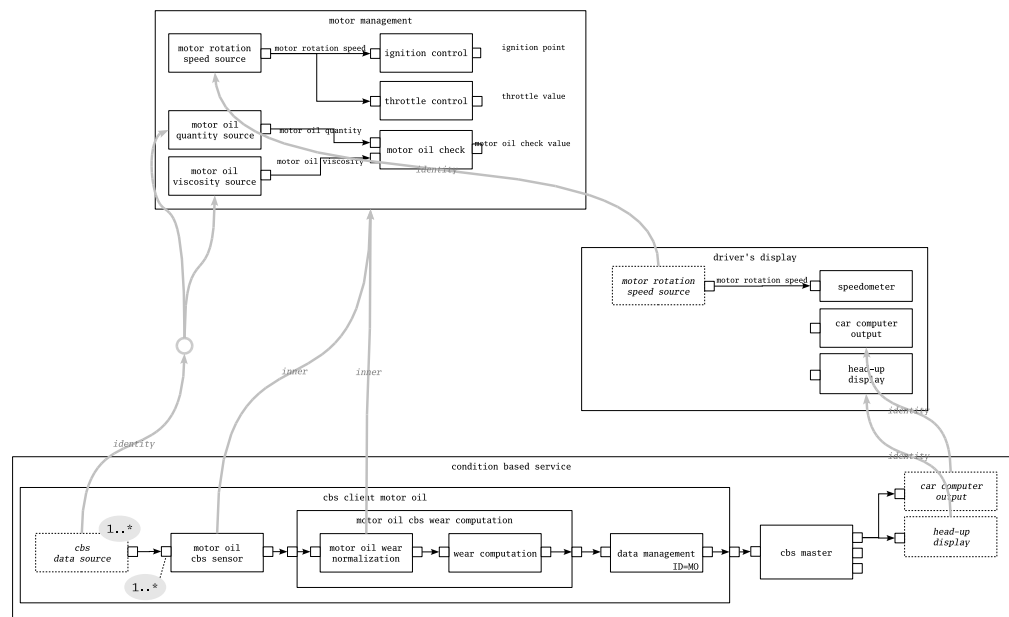 motor management
motor rotation
speed source
motor rotation speed
ignition control
ignition point
throttle control
throttle value
motor oil
quantity source
motor oil quantity
motor oil check
motor oil check value
motor oil
viscosity source
motor oil viscosity
identity
driver's display
motor rotation
speed source
motor rotation speed
speedometer
car computer
output
head-up
display
inner
inner
identity
identity
identity
condition based service
cbs client motor oil
car computer
output
motor oil cbs wear computation
1..*
cbs
data source
motor oil
cbs sensor
motor oil wear
normalization
wear computation
data management
ID=MO
cbs master
head-up
display
1..*